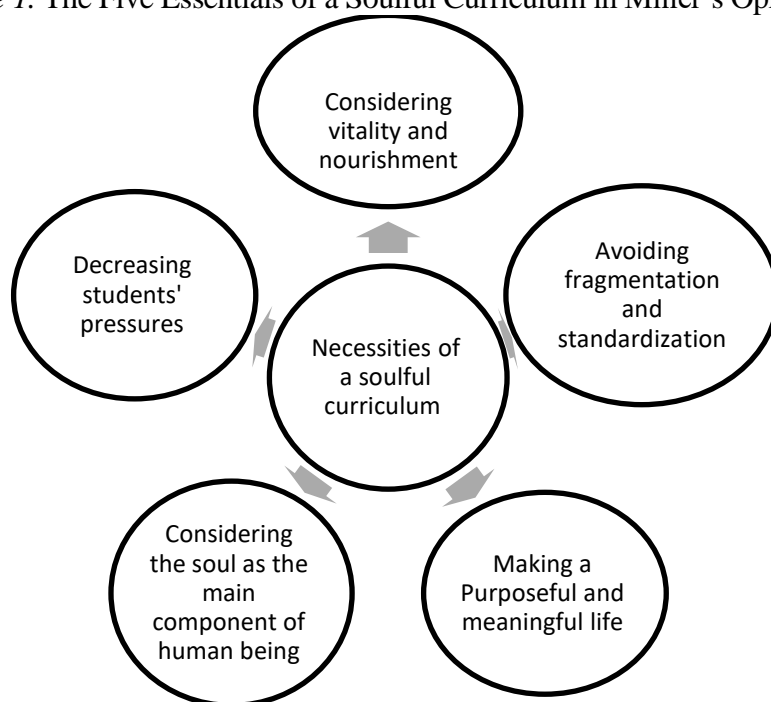 1. The Five Essentials of a Soulful Curriculum in Miller's
Considering
vitality and
nourishment
Decreasing
students'
pressures
Avoiding
fragmentation
and
standardization
Necessities of
a soulful
curriculum
Considering
the soul as the
main
component of
human being
Making a
Purposeful and
meaningful life